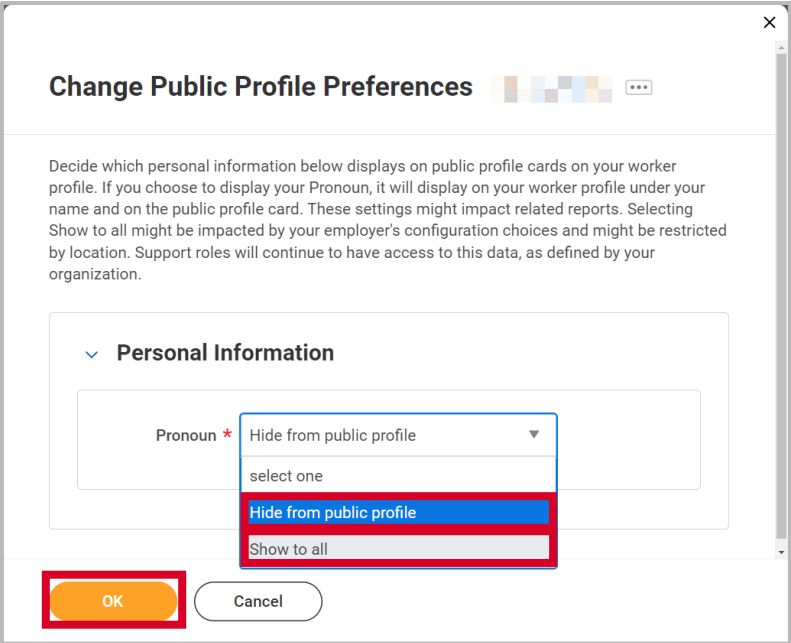 Change Public Profile Preferences
Decide which personal information below displays on public profile cards on your worker
profile. If you choose to display your Pronoun, it will display on your worker profile under your
name and on the public profile card. These settings might impact related reports. Selecting
Show to all might be impacted by your employer's configuration choices and might be restricted
by location. Support roles will continue to have access to this data, as defined by your
organization.
Personal Information
Pronoun * Hide from public profile
select one
Hide from public profile
Show to all
OK Cancel